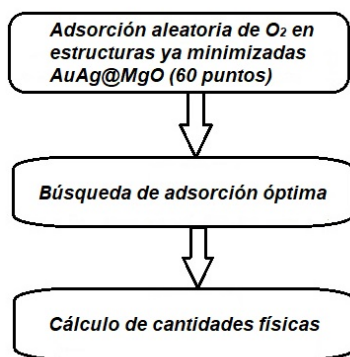 Adsorción aleatoria de O₂ en
estructuras ya minimizadas
AuAg@MgO (60 puntos)
Búsqueda de adsorción óptima
Cálculo de cantidades físicas